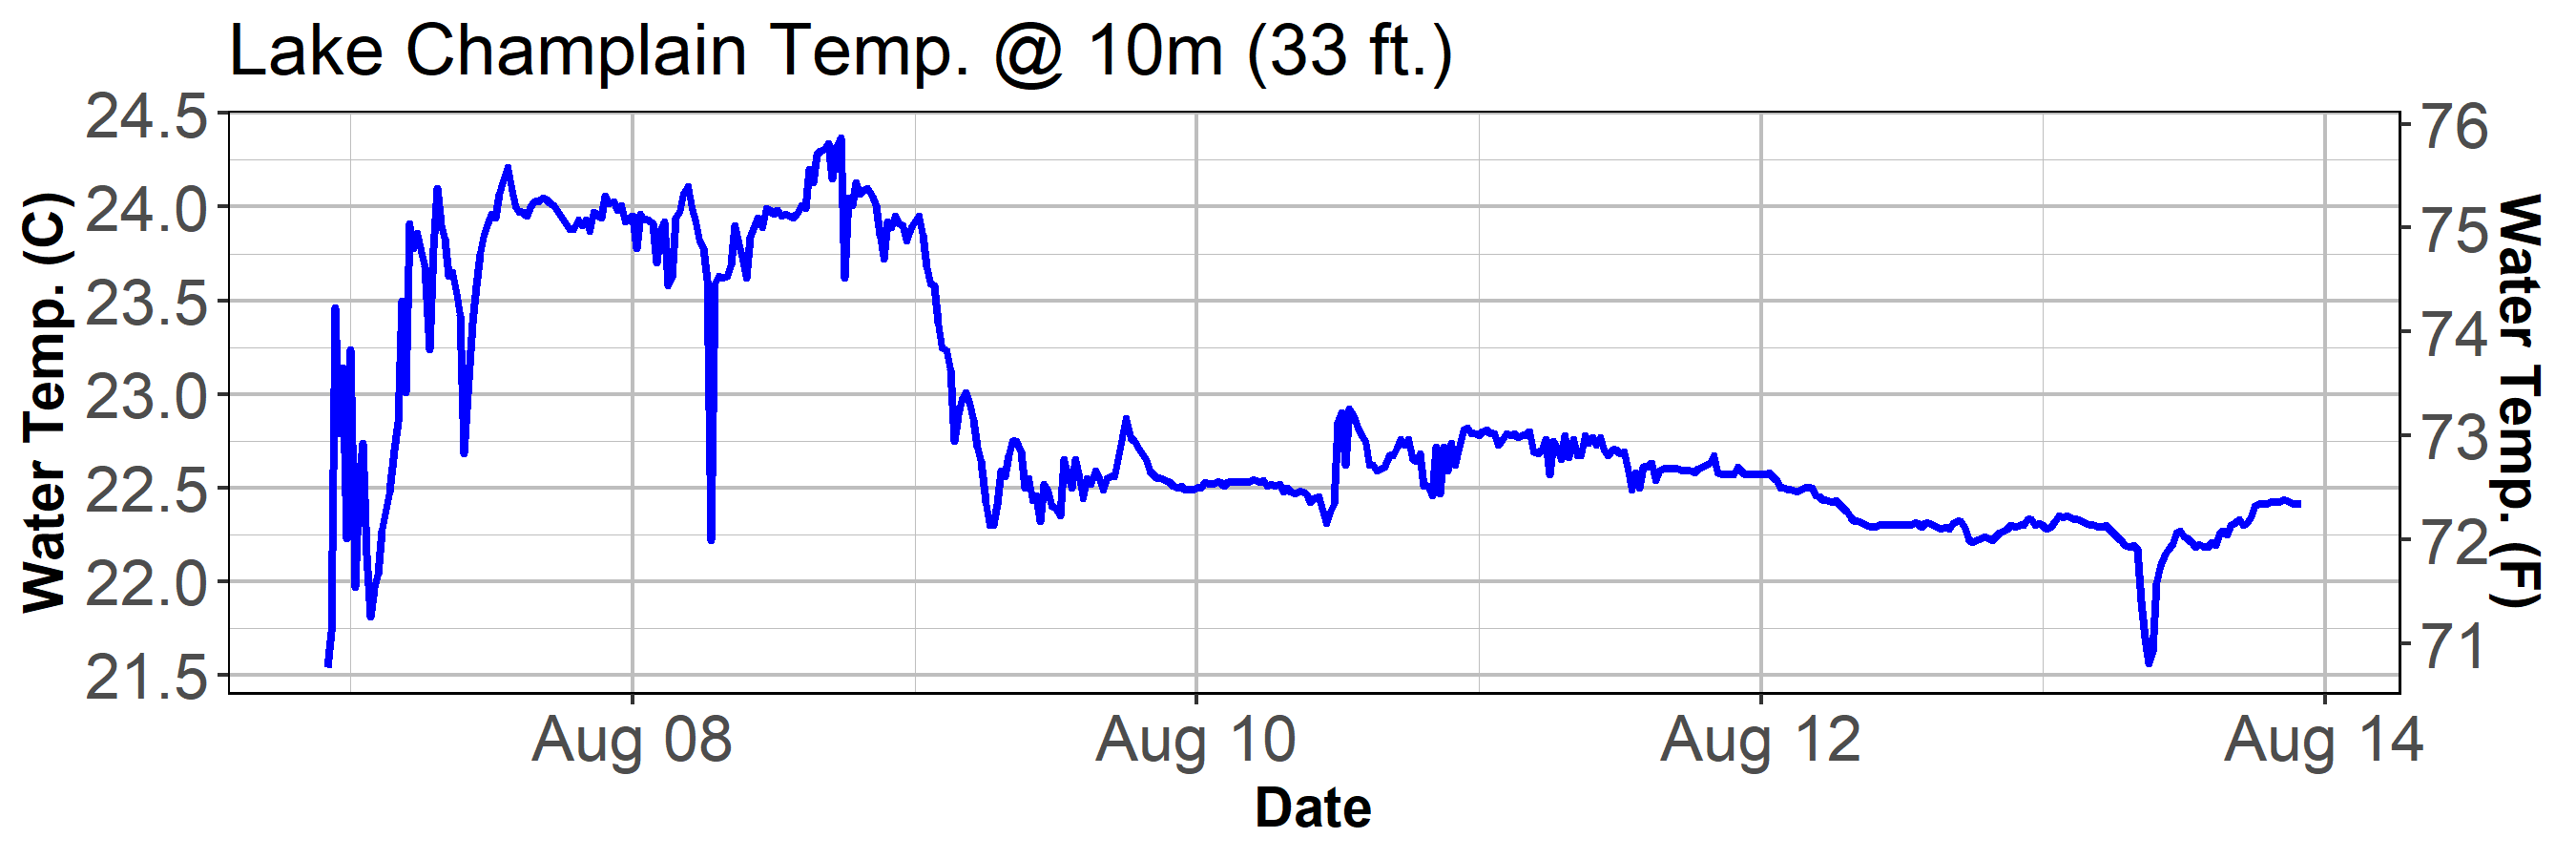 Lake Champlain Temp. @ 10m (33 ft.)
Water Temp. (C)
24.5
24.0
23.5
23.0
22.5
22.0
21.5
76
75
74
73
72
71
Water Temp. (F)
Aug 08
Aug 10
Aug 12
Aug 14
Date